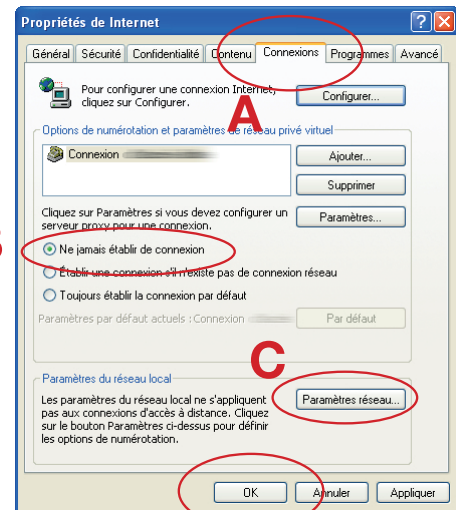 Propriétés de Internet
Général Sécurité Confidentialité Contenu Connexions Programmes Avancé
Pour configurer une connexion Internet,
cliquez sur Configurer.
Configurer...
A
Options de numérotation et paramètres de réseau privé virtuel
Connexion
Ajouter...
Supprimer
Cliquez sur Paramètres si vous devez configurer un
serveur proxy pour une connexion.
Paramètres...
Ne jamais établir de connexion
Établir une connexion s'il n'existe pas de connexion réseau
Toujours établir la connexion par défaut
Paramètres par défaut actuels : Connexion
Par défaut
C
Paramètres du réseau local
Les paramètres du réseau local ne s'appliquent
pas aux connexions d'accès à distance. Cliquez
sur le bouton Paramètres ci-dessus pour définir
les options de numérotation.
Paramètres réseau...
OK Annuler Appliquer